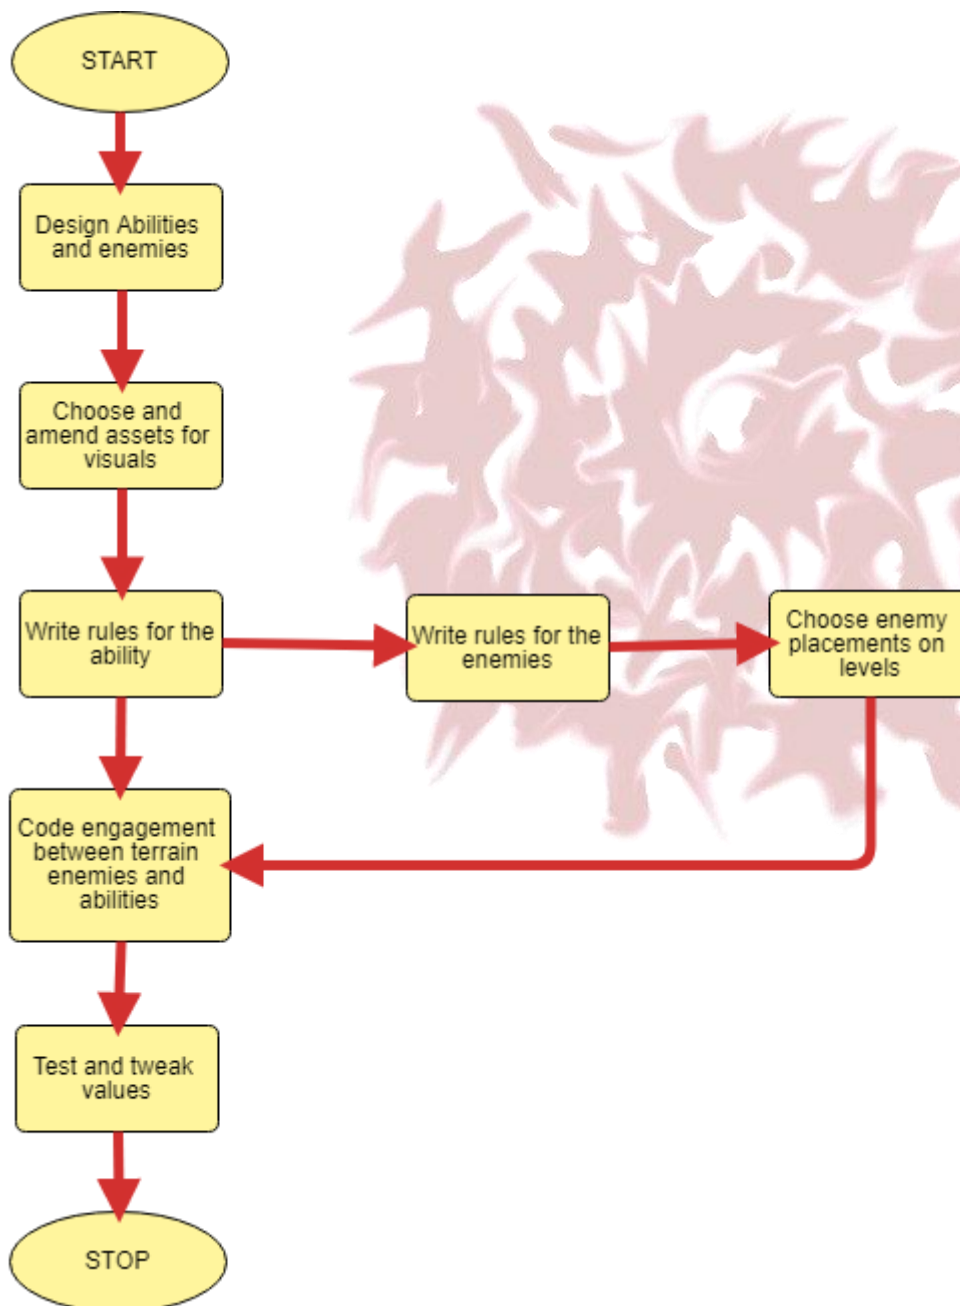 START
Design Abilities
and enemies
Choose and
amend assets for
visuals
Write rules for the
ability
Write rules for the
enemies
Choose enemy
placements on
levels
Code engagement
between terrain
enemies and
abilities
Test and tweak
values
STOP